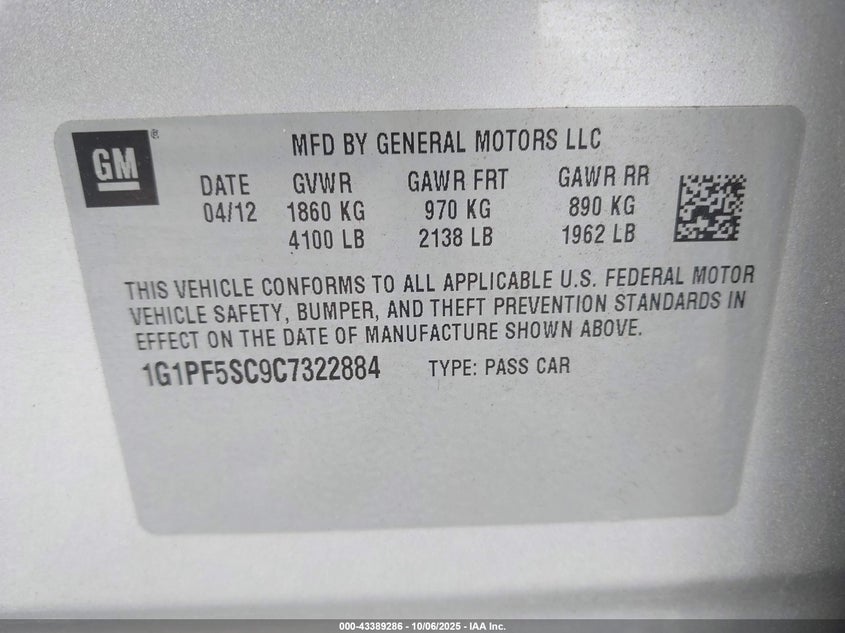 GM ®
MFD BY GENERAL MOTORS LLC
DATE GVWR GAWR FRT GAWR RR
04/12 1860 KG 970 KG 890 KG
4100 LB 2138 LB 1962 LB
THIS VEHICLE CONFORMS TO ALL APPLICABLE U.S. FEDERAL MOTOR
VEHICLE SAFETY, BUMPER, AND THEFT PREVENTION STANDARDS IN
EFFECT ON THE DATE OF MANUFACTURE SHOWN ABOVE.
1G1PF5SC9C7322884 TYPE: PASS CAR
000-43389286 - 10/06/2025 - IAA Inc.